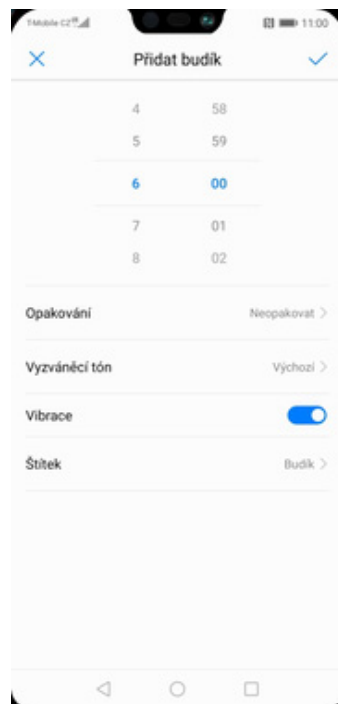 T-Mobile CZ 11:00
Přidat budík
4 58
5 59
6 00
7 01
8 02
Opakování Neopakovat
Vyzváněcí tón Výchozí
Vibrace
Štítek Budík